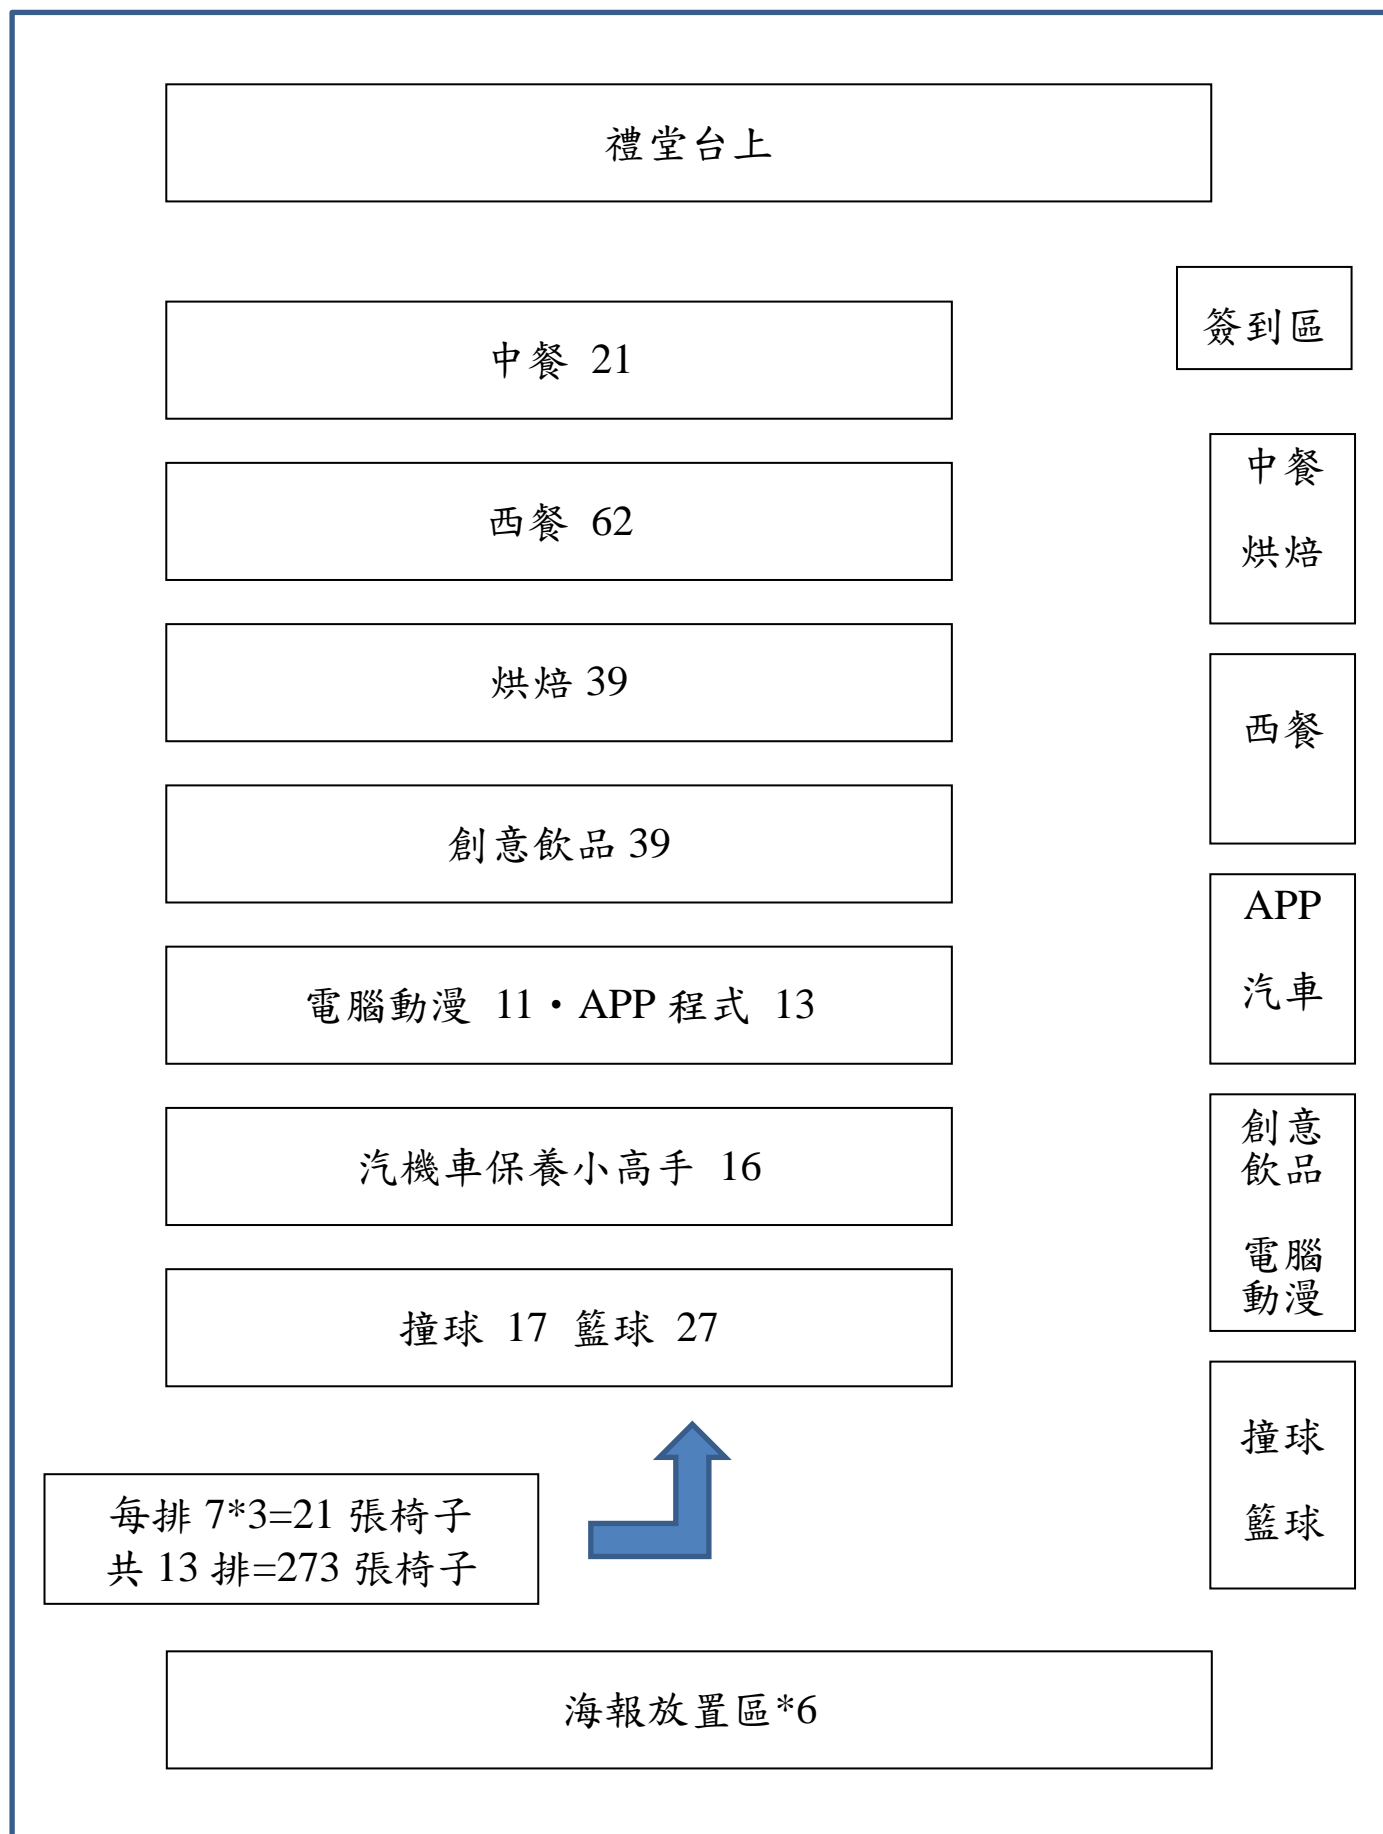 禮堂台上
簽到區
中餐 21
西餐 62
烘焙 39
創意飲品 39
電腦動漫 11・APP 程式 13
汽機車保養小高手 16
撞球 17 籃球 27
中餐
烘焙
西餐
APP
汽車
創意
飲品
電腦
動漫
撞球
籃球
每排 7*3=21 張椅子
共 13 排=273 張椅子
海報放置區*6